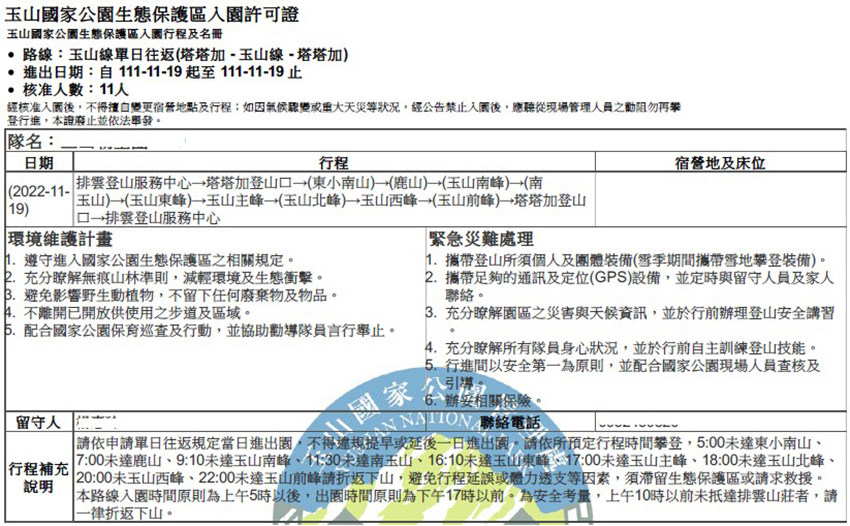 玉山國家公園生態保護區入園許可證
玉山國家公園生態保護區入園行程及名冊
• 路線：玉山線單日往返(塔塔加 - 玉山線 - 塔塔加)
• 進出日期：自 111-11-19 起至 111-11-19 止
• 核准人數：11人
經核准入園後，不得擅自變更宿營地點及行程；如因氣候驟變或重大天災等狀況，經公告禁止入園後，應聽從現場管理人員之勸阻勿再攀
登行進，本證廢止並依法舉發。
隊名：
日期 行程 宿營地及床位
(2022-11-
19)
排雲登山服務中心→塔塔加登山口→(東小南山)→(鹿山)→(玉山南峰)→(南
玉山)→(玉山東峰)→玉山主峰→(玉山北峰)→玉山西峰→(玉山前峰)→塔塔加登山
口→排雲登山服務中心
環境維護計畫
1. 遵守進入國家公園生態保護區之相關規定。
2. 充分瞭解無痕山林準則，減輕環境及生態衝擊。
3. 避免影響野生動植物，不留下任何廢棄物及物品。
4. 不離開已開放供使用之步道及區域。
5. 配合國家公園保育巡查及行動，並協助勸導隊員言行舉止。
緊急災難處理
1. 攜帶登山所須個人及團體裝備(雪季期間攜帶雪地攀登裝備)。
2. 攜帶足夠的通訊及定位(GPS)設備，並定時與留守人員及家人
聯絡。
3. 充分瞭解園區之災害與天候資訊，並於行前辦理登山安全講習
。
4. 充分瞭解所有隊員身心狀況，並於行前自主訓練登山技能。
5. 行進間以安全第一為原則，並配合國家公園現場人員查核及
引導。
6. 辦妥相關保險。
留守人 聯絡電話
行程補充
說明
請依申請單日往返規定當日進出園，不得違規提早或延後一日進出園，請依所預定行程時間攀登，5:00未達東小南山、
7:00未達鹿山、9:10未達玉山南峰、11:30未達南玉山、16:10未達玉山東峰、17:00未達玉山主峰、18:00未達玉山北峰、
20:00未達玉山西峰、22:00未達玉山前峰請折返下山，避免行程延誤或體力透支等因素，須滯留生態保護區或請求救援。
本路線入園時間原則為上午5時以後，出園時間原則為下午17時以前。為安全考量，上午10時以前未抵達排雲山莊者，請
一律折返下山。